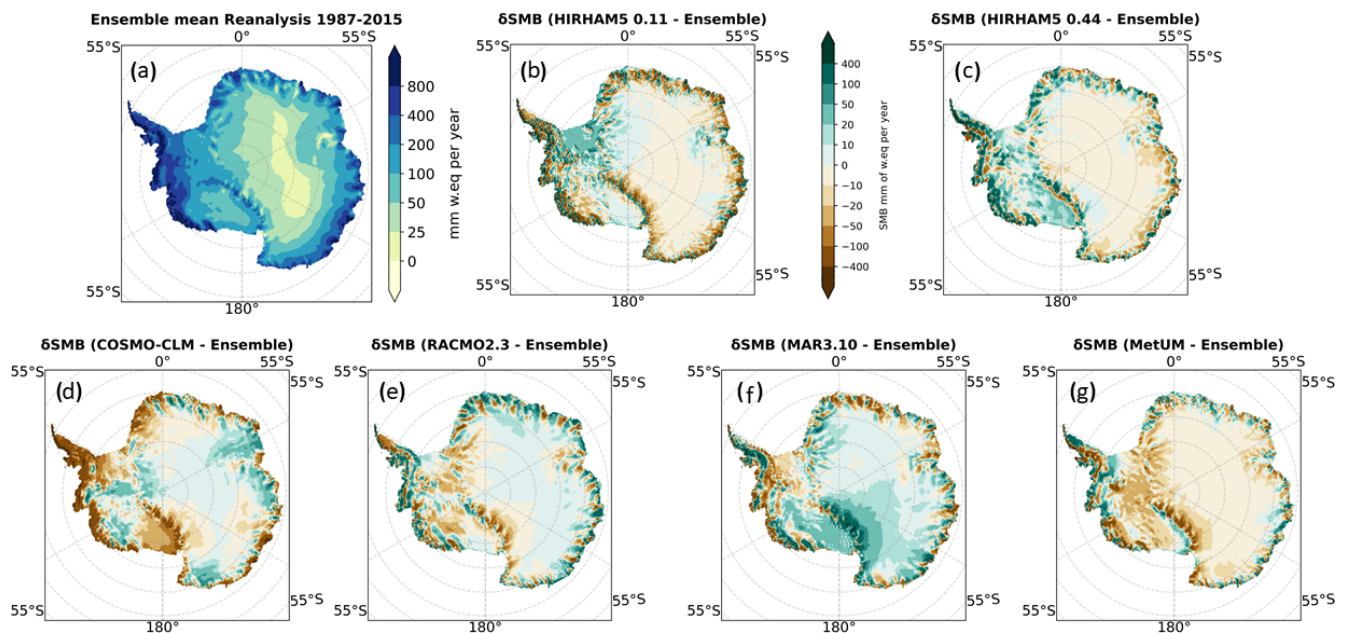 Ensemble mean Reanalysis 1987-2015
55°S
0°
55°S
(a)
800
400
200
100
50
25
0
mm w.eq per year
55°S
180°
55°S
δSMB (HIRHAM5 0.11 - Ensemble)
55°S
0°
55°S
(b)
400
100
50
20
10
0
−10
−20
−50
−100
−400
SMB mm of w.eq per year
55°S
180°
55°S
δSMB (HIRHAM5 0.44 - Ensemble)
55°S
0°
55°S
(c)
55°S
180°
55°S
δSMB (COSMO-CLM - Ensemble)
55°S
0°
55°S
(d)
55°S
180°
55°S
δSMB (RACMO2.3 - Ensemble)
55°S
0°
55°S
(e)
55°S
180°
55°S
δSMB (MAR3.10 - Ensemble)
55°S
0°
55°S
(f)
55°S
180°
55°S
δSMB (MetUM - Ensemble)
55°S
0°
55°S
(g)
55°S
180°
55°S